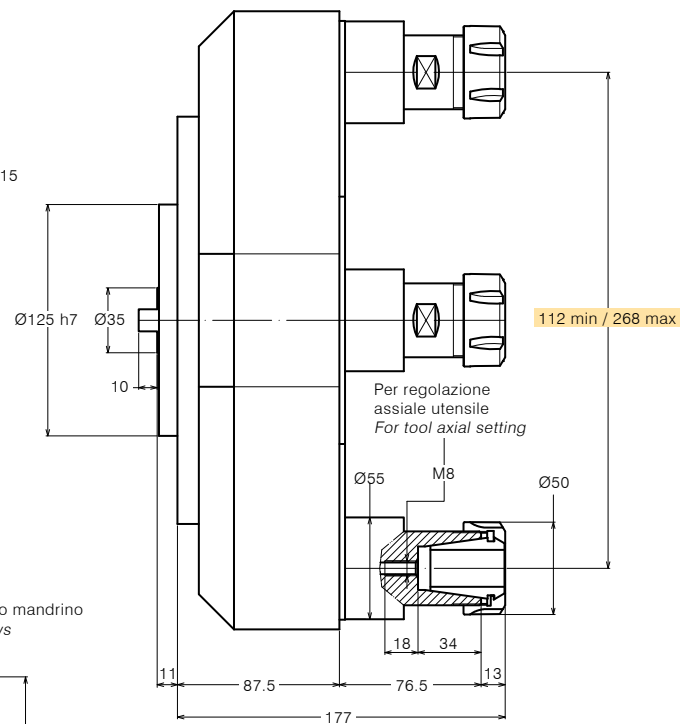 15
Ø125 h7
Ø35
112 min / 268 max
10
Per regolazione
assiale utensile
For tool axial setting
M8
Ø55
Ø50
o mandrino
vs
18
34
11
87.5
76.5
13
177